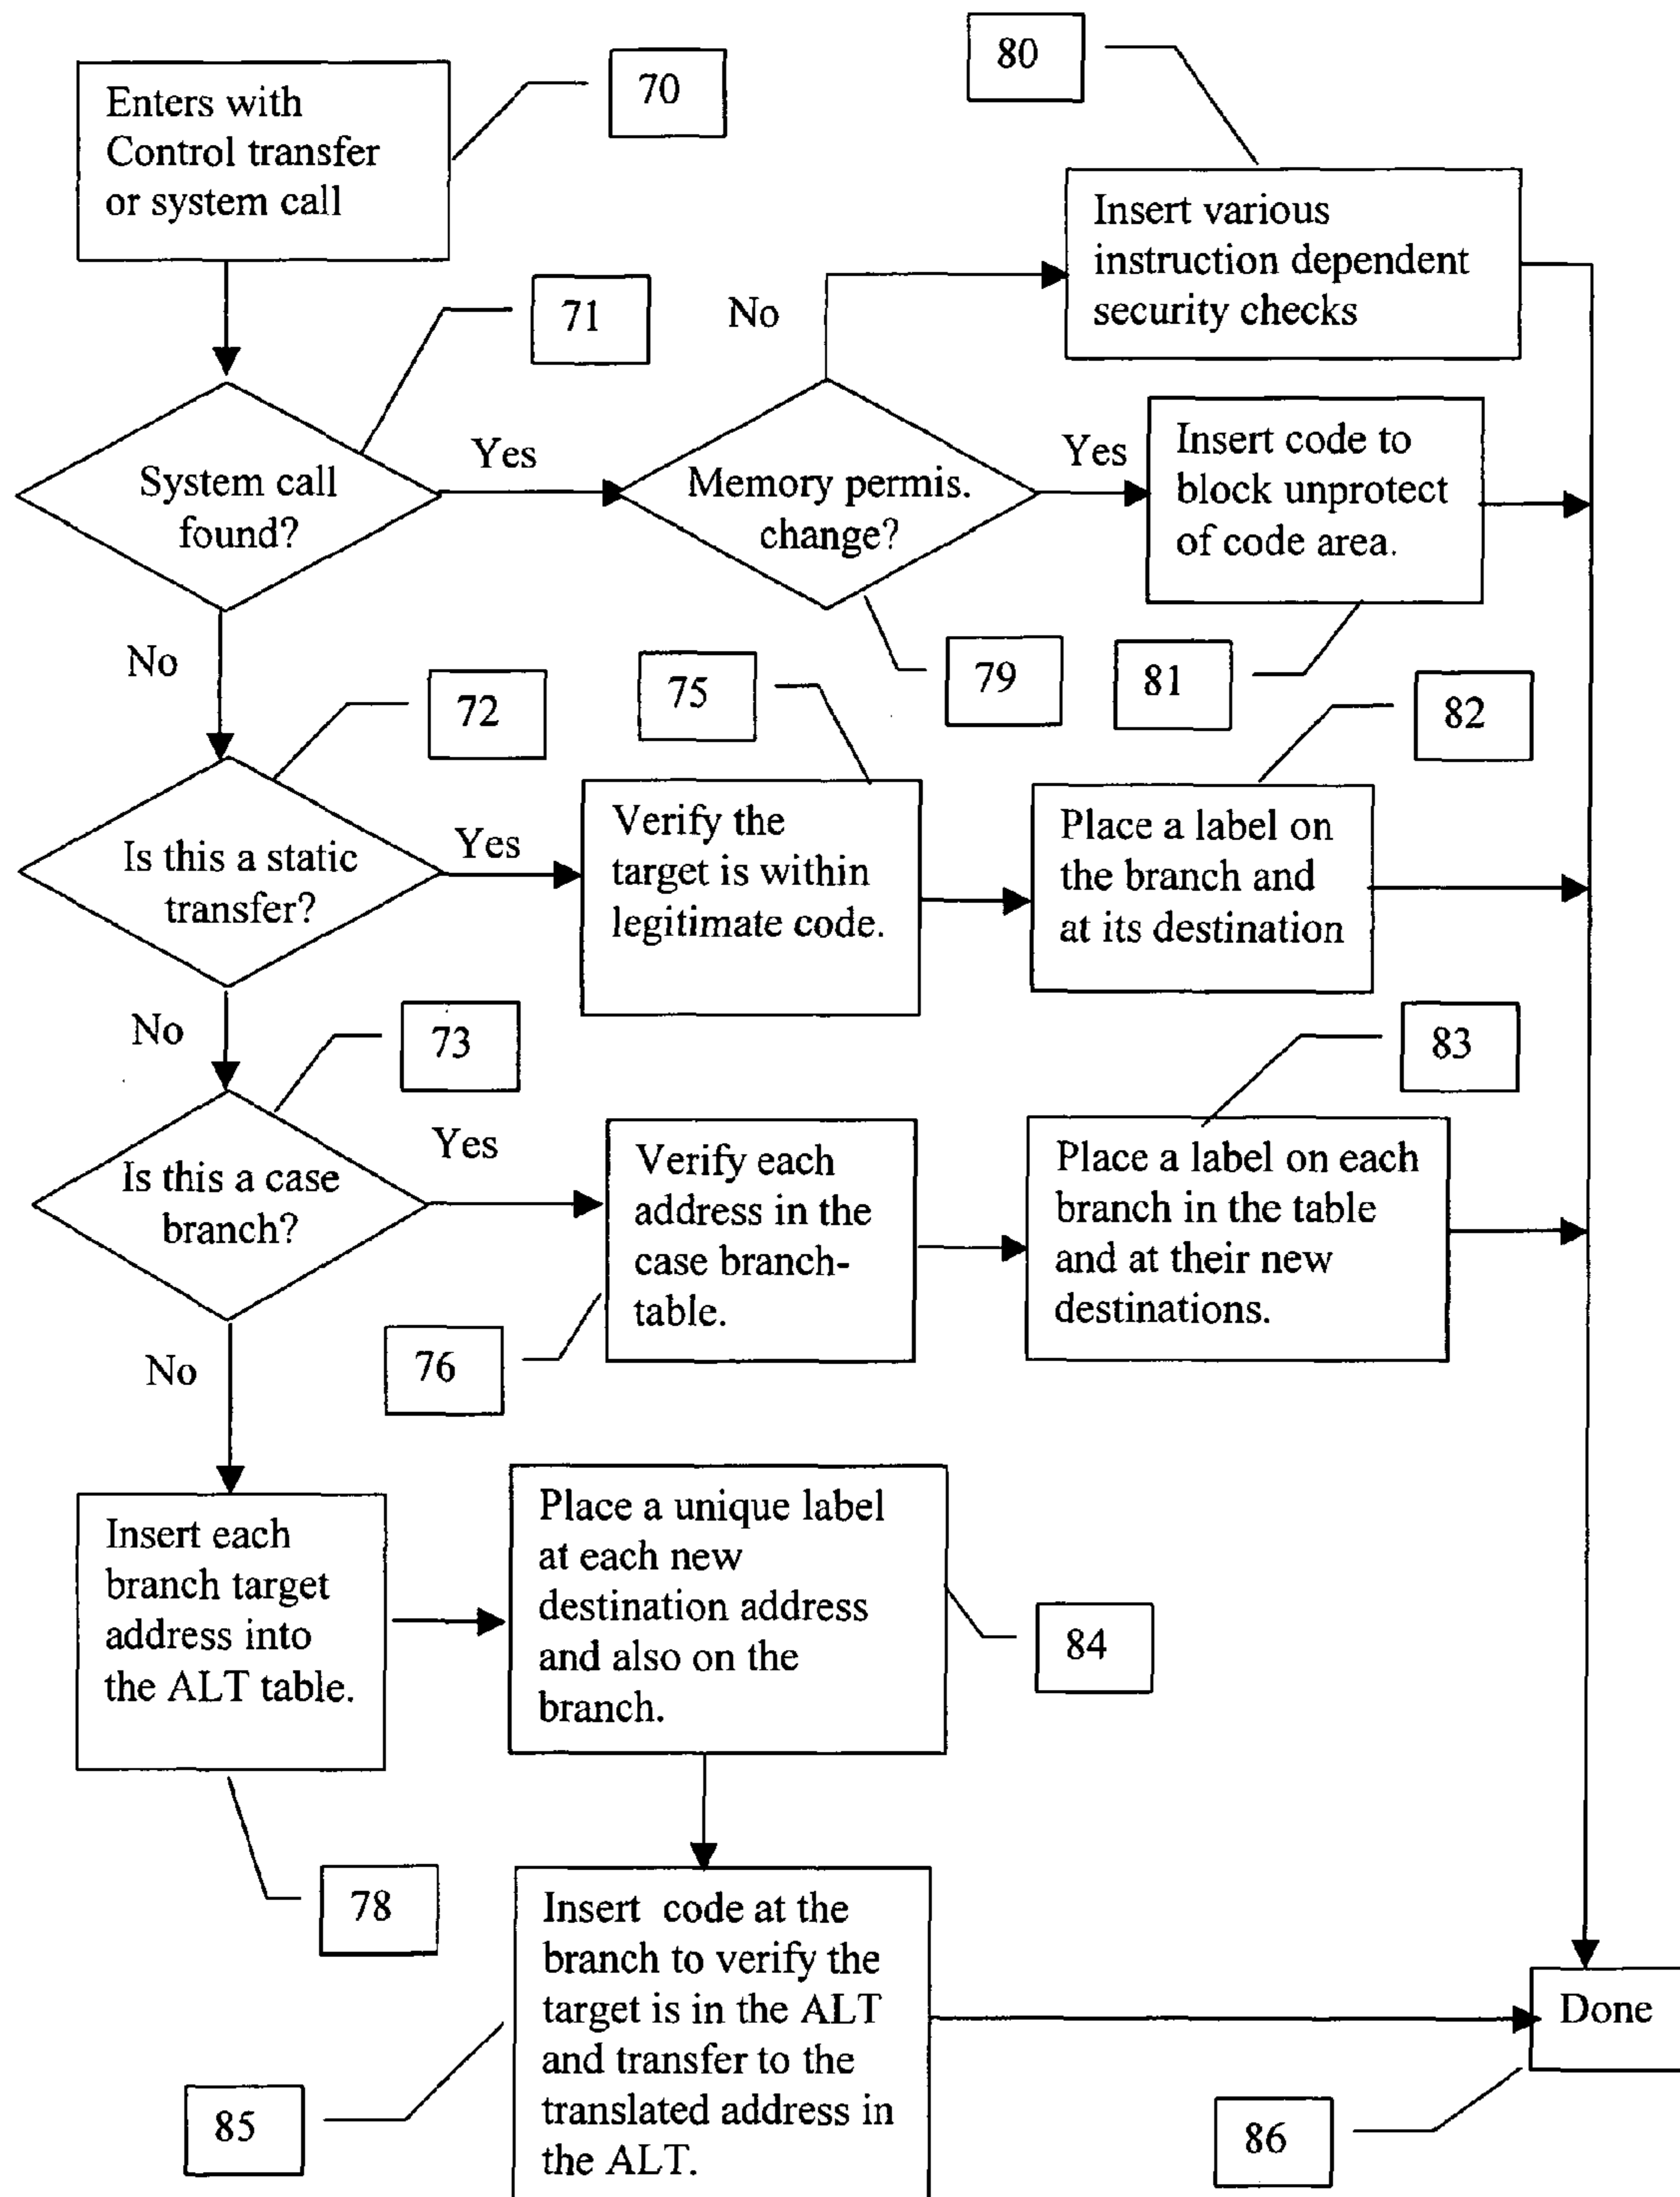 80
70
Enters with
Control transfer
or system call
Insert various
instruction dependent
security checks
71
No
System call
found?
Yes
Memory permis.
change?
Yes
Insert code to
block unprotect
of code area.
No
72
75
79
81
82
Is this a static
transfer?
Yes
Verify the
target is within
legitimate code.
Place a label on
the branch and
at its destination
No
73
83
Is this a case
branch?
Yes
Verify each
address in the
case branch-
table.
Place a label on each
branch in the table
and at their new
destinations.
No
76
Insert each
branch target
address into
the ALT table.
Place a unique label
at each new
destination address
and also on the
branch.
84
78
Insert code at the
branch to verify the
target is in the ALT
and transfer to the
translated address in
the ALT.
Done
85
86